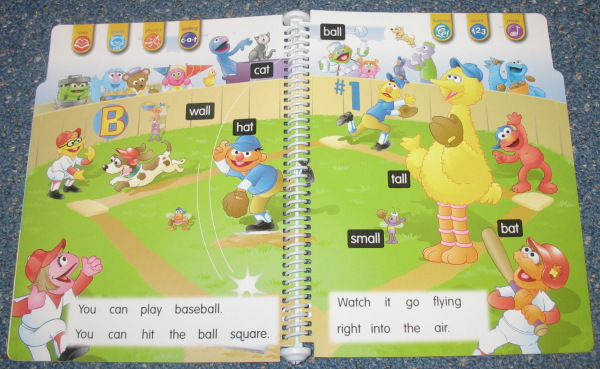 c-a-t
123
cat
ball
B
wall
hat
#1
tall
small
bat
You can play baseball.
You can hit the ball square.
Watch it go flying
right into the air.